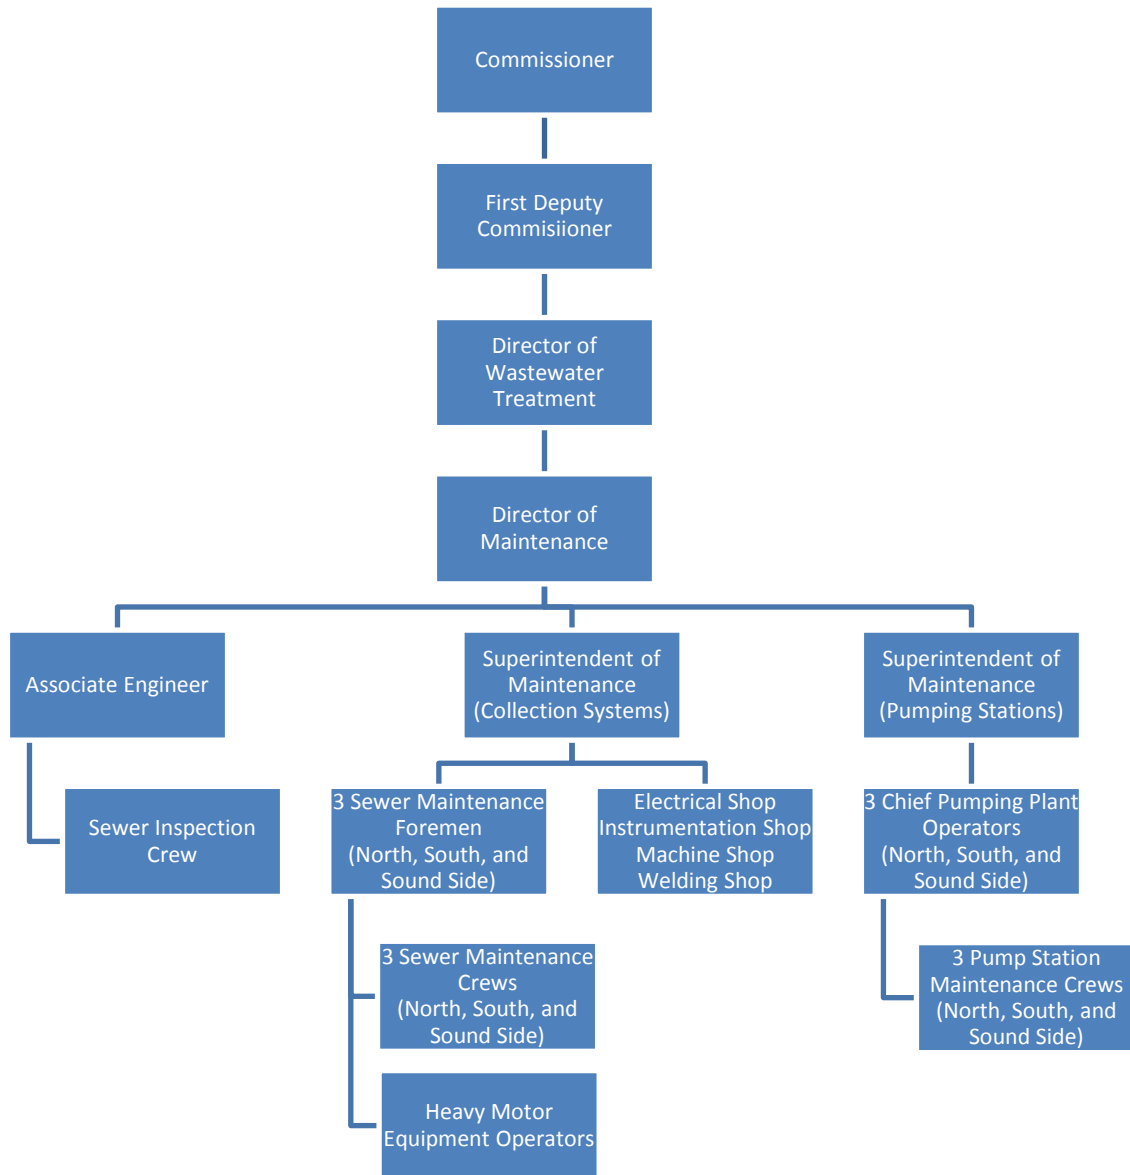 Commissioner
First Deputy
Commisiioner
Director of
Wastewater
Treatment
Director of
Maintenance
Associate Engineer
Superintendent of
Maintenance
(Collection Systems)
Superintendent of
Maintenance
(Pumping Stations)
Sewer Inspection
Crew
3 Sewer Maintenance
Foremen
(North, South, and
Sound Side)
Electrical Shop
Instrumentation Shop
Machine Shop
Welding Shop
3 Chief Pumping Plant
Operators
(North, South, and
Sound Side)
3 Sewer Maintenance
Crews
(North, South, and
Sound Side)
3 Pump Station
Maintenance Crews
(North, South, and
Sound Side)
Heavy Motor
Equipment Operators